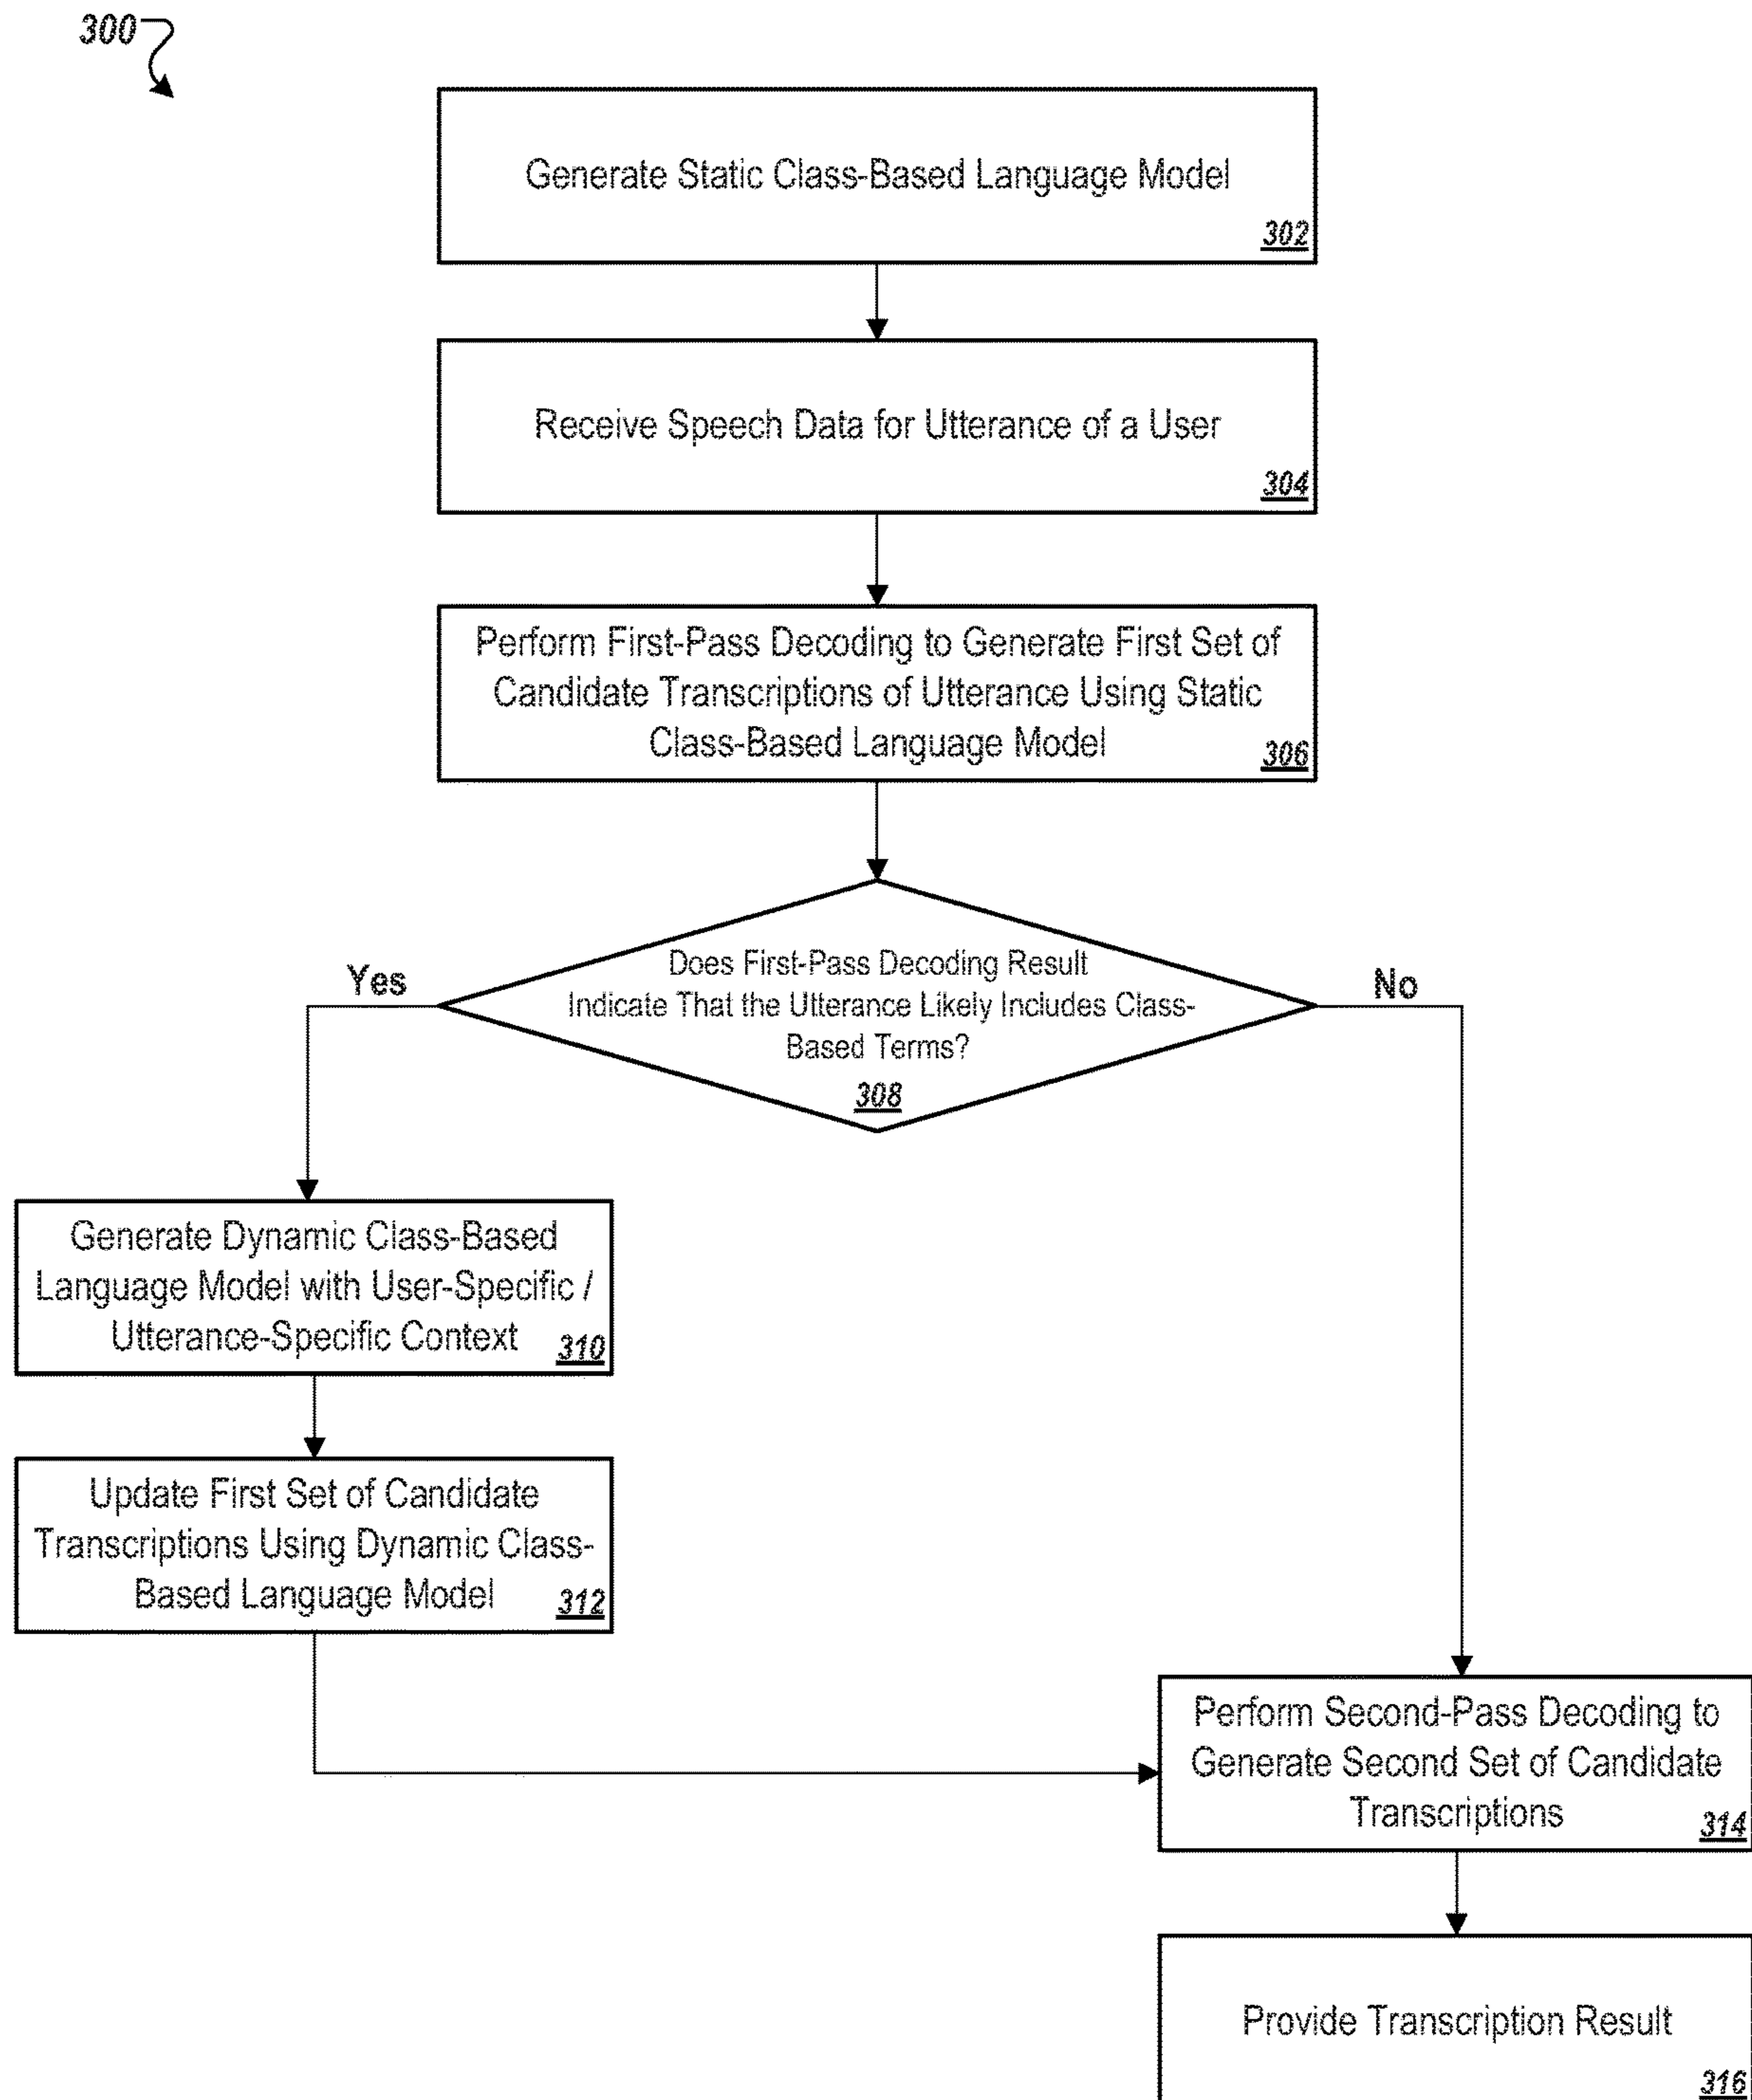 300
Generate Static Class-Based Language Model
302
Receive Speech Data for Utterance of a User
304
Perform First-Pass Decoding to Generate First Set of
Candidate Transcriptions of Utterance Using Static
Class-Based Language Model
306
Does First-Pass Decoding Result
Indicate That the Utterance Likely Includes Class-
Based Terms?
308
Yes
No
Generate Dynamic Class-Based
Language Model with User-Specific /
Utterance-Specific Context
310
Update First Set of Candidate
Transcriptions Using Dynamic Class-
Based Language Model
312
Perform Second-Pass Decoding to
Generate Second Set of Candidate
Transcriptions
314
Provide Transcription Result
316